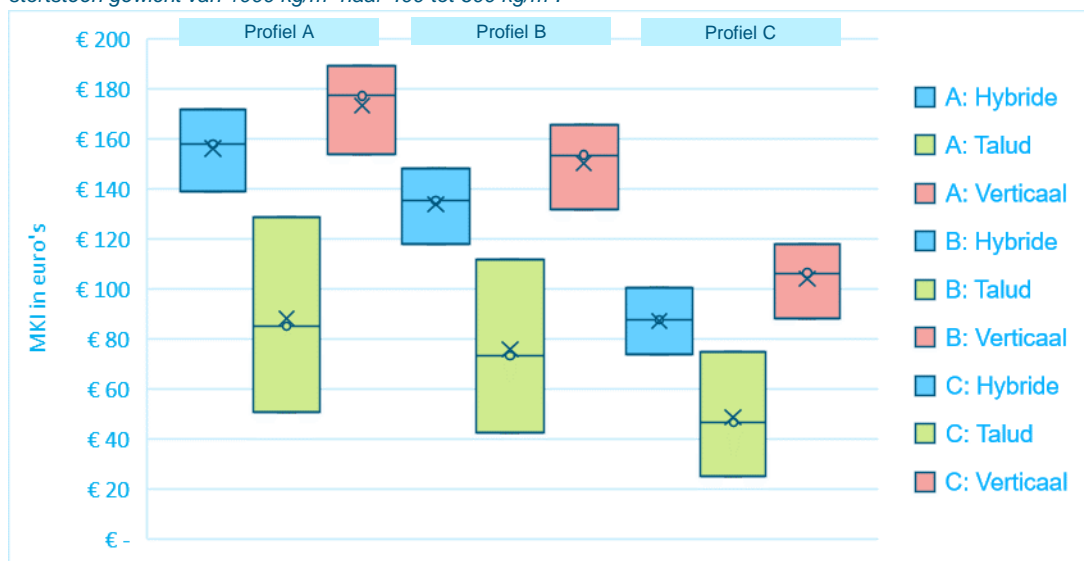 Profiel A
Profiel B
Profiel C
MKI in euro's
€ 200
€ 180
€ 160
€ 140
€ 120
€ 100
€ 80
€ 60
€ 40
€ 20
€ -
A: Hybride
A: Talud
A: Verticaal
B: Hybride
B: Talud
B: Verticaal
C: Hybride
C: Talud
C: Verticaal